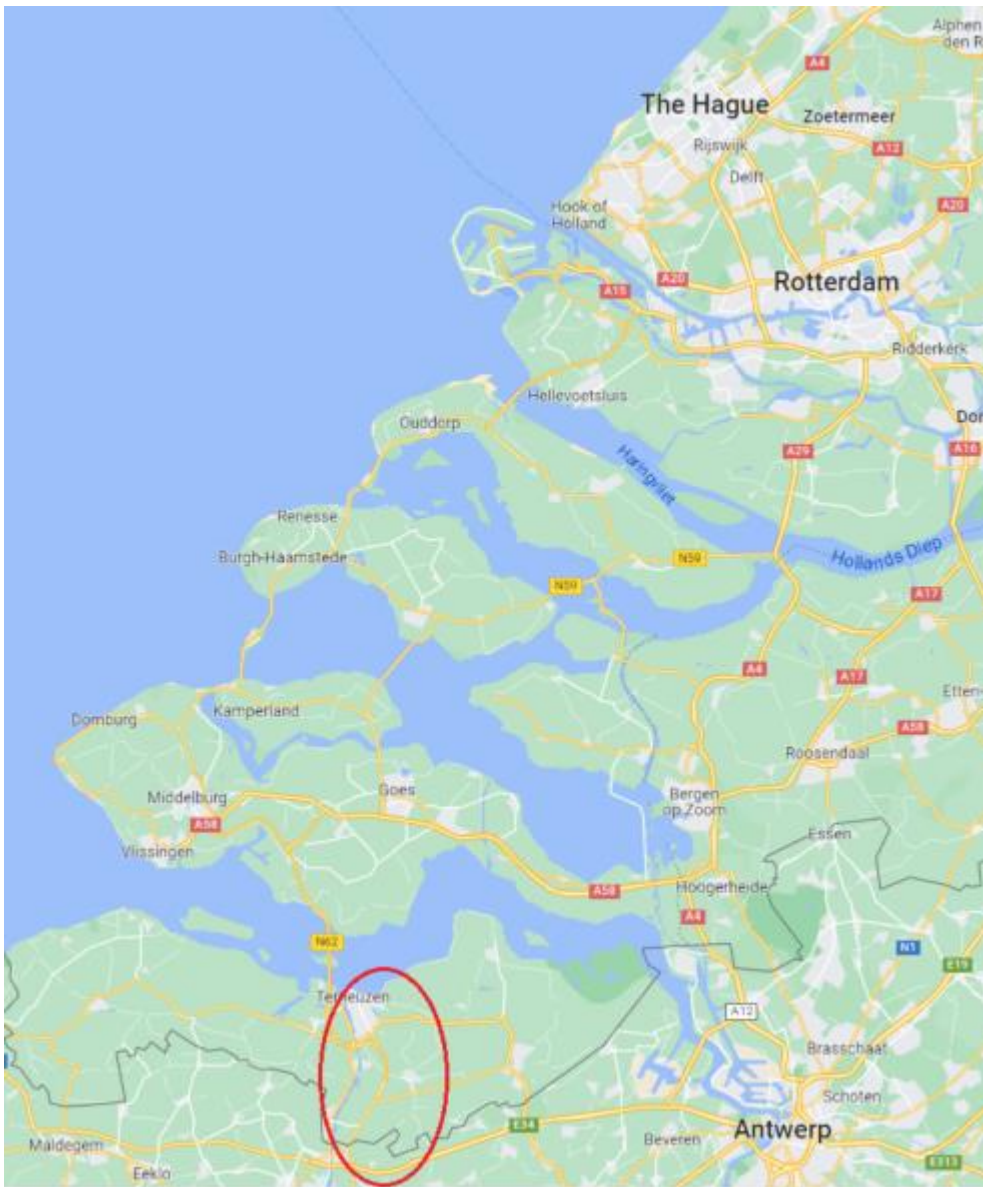 Alphen
den R
A4
The Hague
Zoetermeer
Rijswijk
A12
Delft
Hook of
Holland
A20
A20
Rotterdam
A15
Ridderkerk
Hellevoetsluis
Ouddorp
Dor
A29
A16
Haringvliet
Renesse
Burgh-Haamstede
N59
Hollands Diep
N59
A17
A4
A17
Etten-
Kamperland
Domburg
A58
Roosendaal
Goes
Middelburg
Bergen
op Zoom
A58
Essen
Vlissingen
A58
Hoogerheide
A4
N62
N1
E19
Terneuzen
A12
Brasschaat
Schoten
E34
Antwerp
Beveren
Maldegem
E313
Eeklo